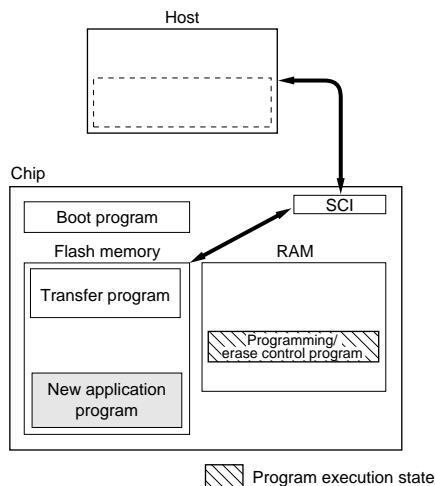 Host
Chip
SCI
Boot program
Flash memory
RAM
Transfer program
Programming/
erase control program
New application
program
Program execution state